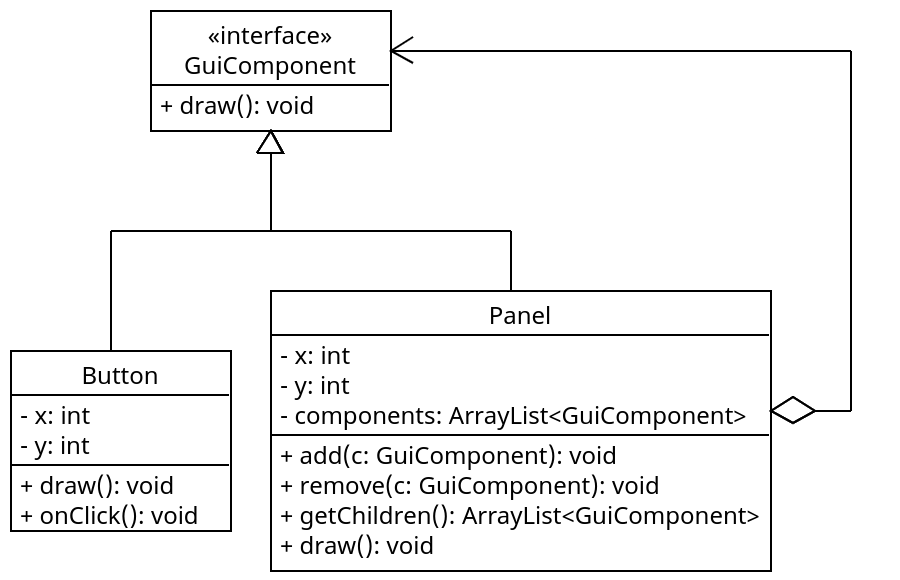 «interface»
GuiComponent
+ draw(): void
Button
- x: int
- y: int
+ draw(): void
+ onClick(): void
Panel
- x: int
- y: int
- components: ArrayList<GuiComponent>
+ add(c: GuiComponent): void
+ remove(c: GuiComponent): void
+ getChildren(): ArrayList<GuiComponent>
+ draw(): void